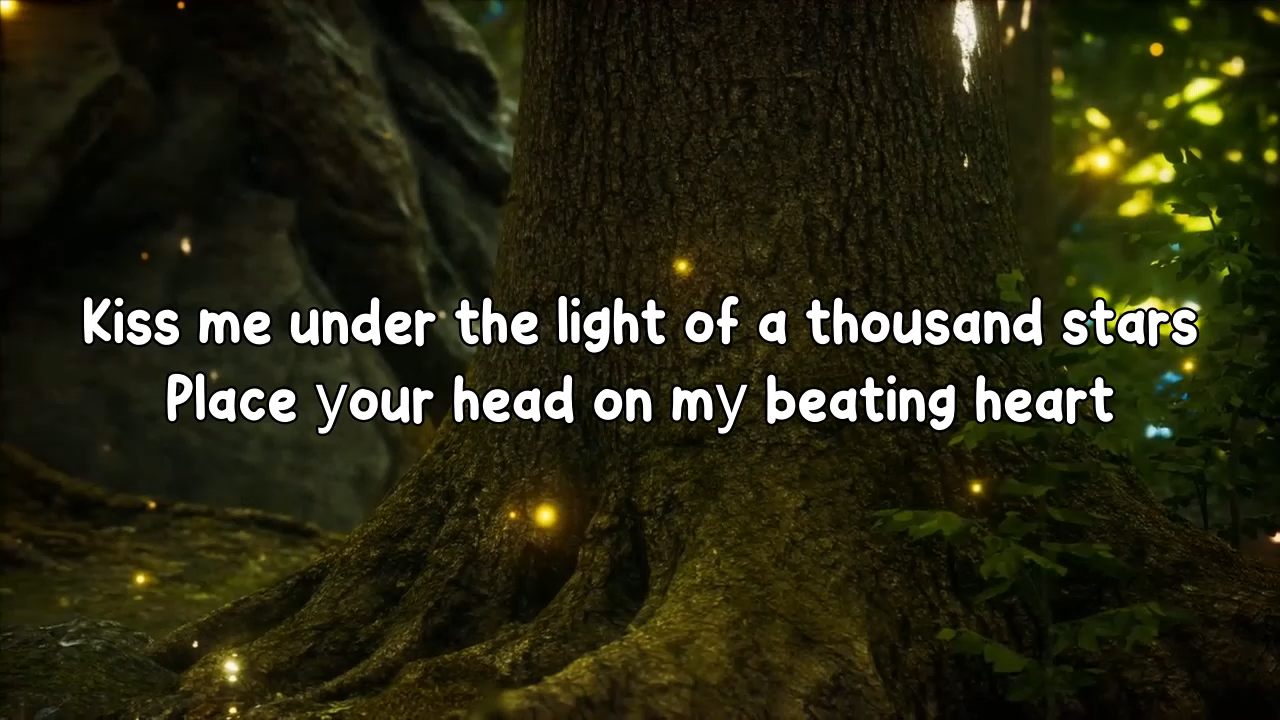 Kiss me under the light of a thousand stars
Place your head on my beating heart